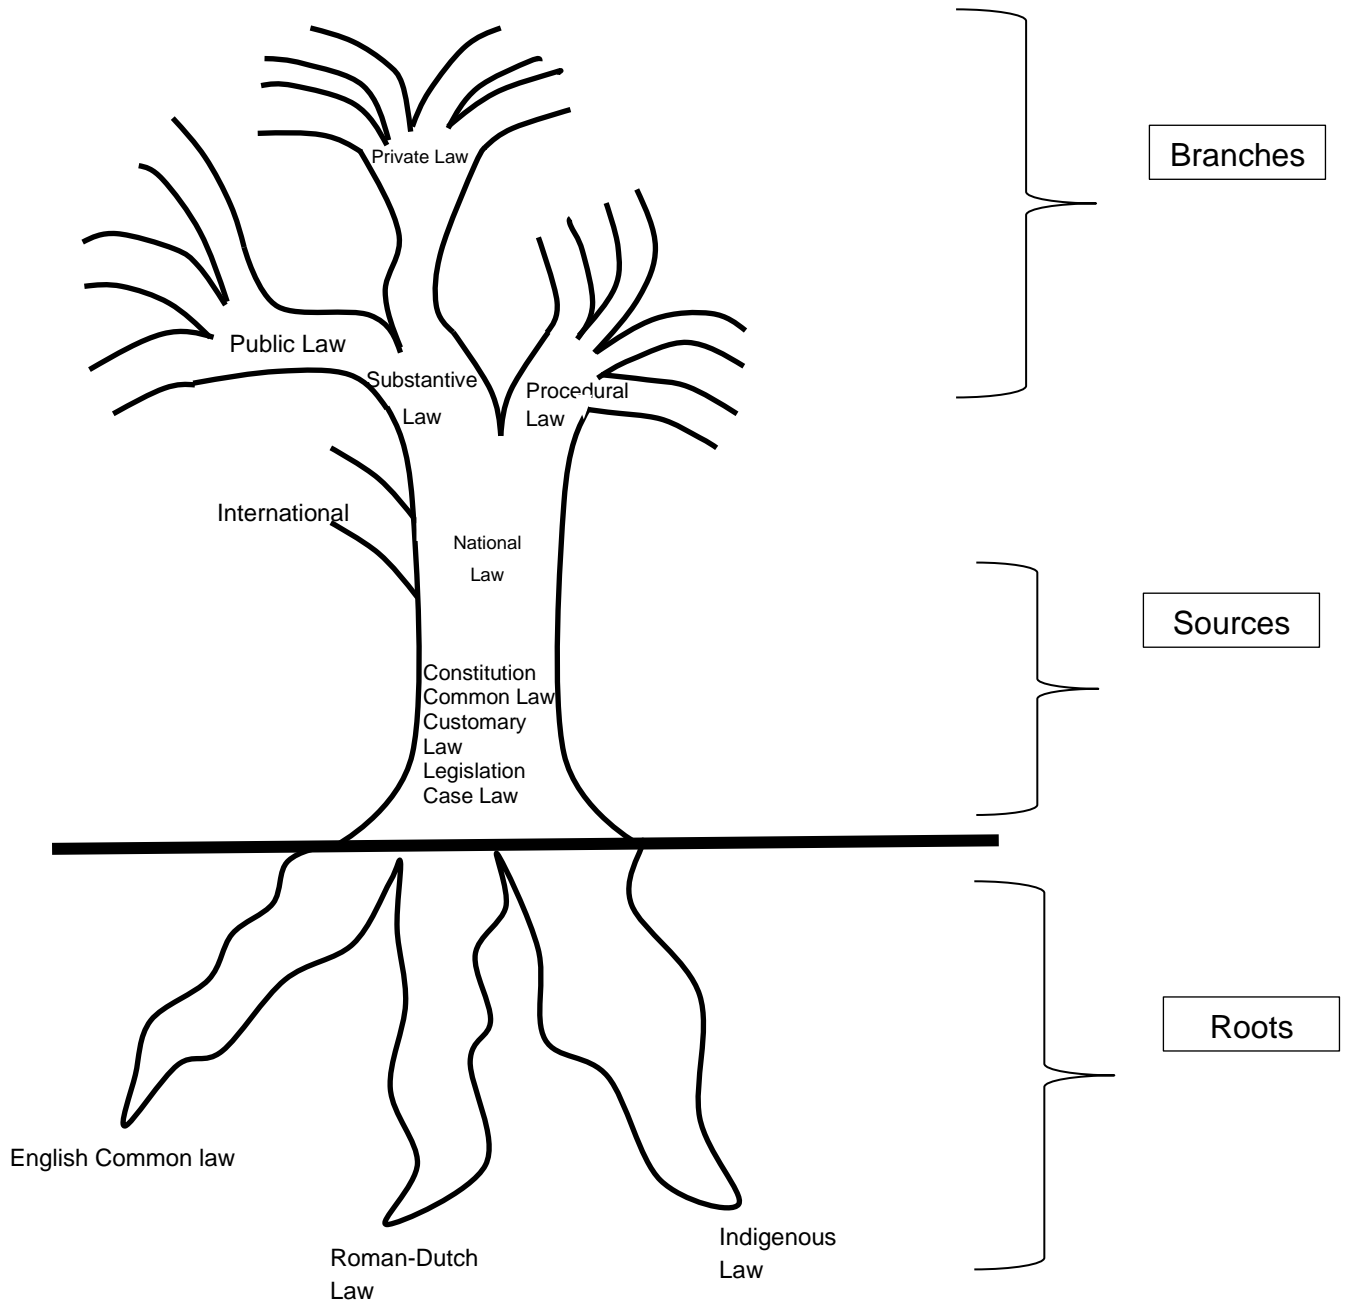 Private Law
Branches
Public Law
Substantive
Law
Procedural
Law
International
National
Law
Sources
Constitution
Common Law
Customary
Law
Legislation
Case Law
Roots
English Common law
Roman-Dutch
Law
Indigenous
Law